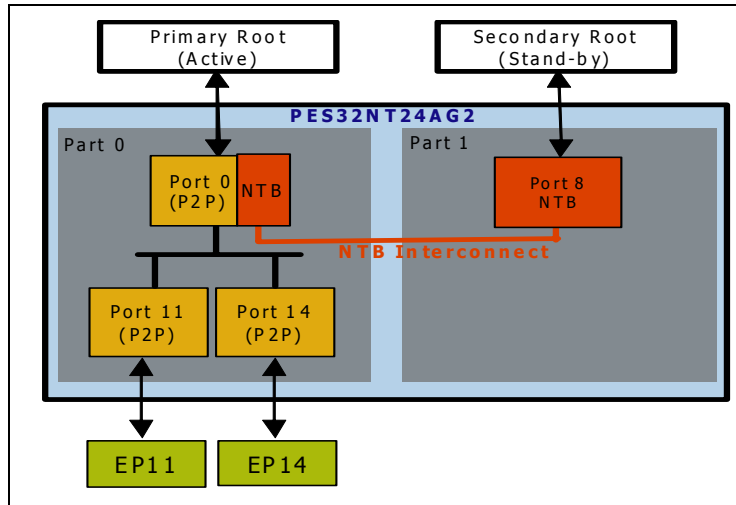 Primary Root
(Active)
Secondary Root
(Stand-by)
PES32NT24AG2
Part 0
Part 1
Port 0
(P2P)
NTB
Port 8
NTB
NTB Interconnect
Port 11
(P2P)
Port 14
(P2P)
EP11
EP14